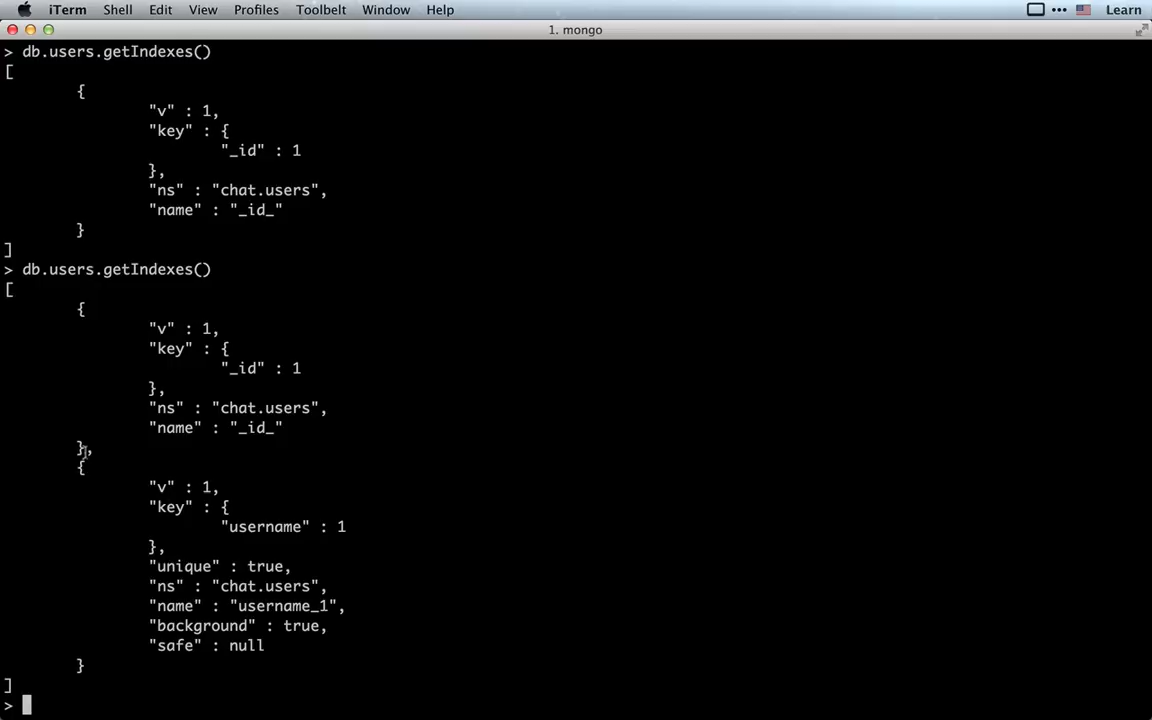 iTerm Shell Edit View Profiles Toolbelt Window Help Learn
1. mongo
> db.users.getIndexes()
[
{
"v" : 1,
"key" : {
"_id" : 1
},
"ns" : "chat.users",
"name" : "_id_"
}
]
> db.users.getIndexes()
[
{
"v" : 1,
"key" : {
"_id" : 1
},
"ns" : "chat.users",
"name" : "_id_"
},
{
"v" : 1,
"key" : {
"username" : 1
},
"unique" : true,
"ns" : "chat.users",
"name" : "username_1",
"background" : true,
"safe" : null
}
]
>